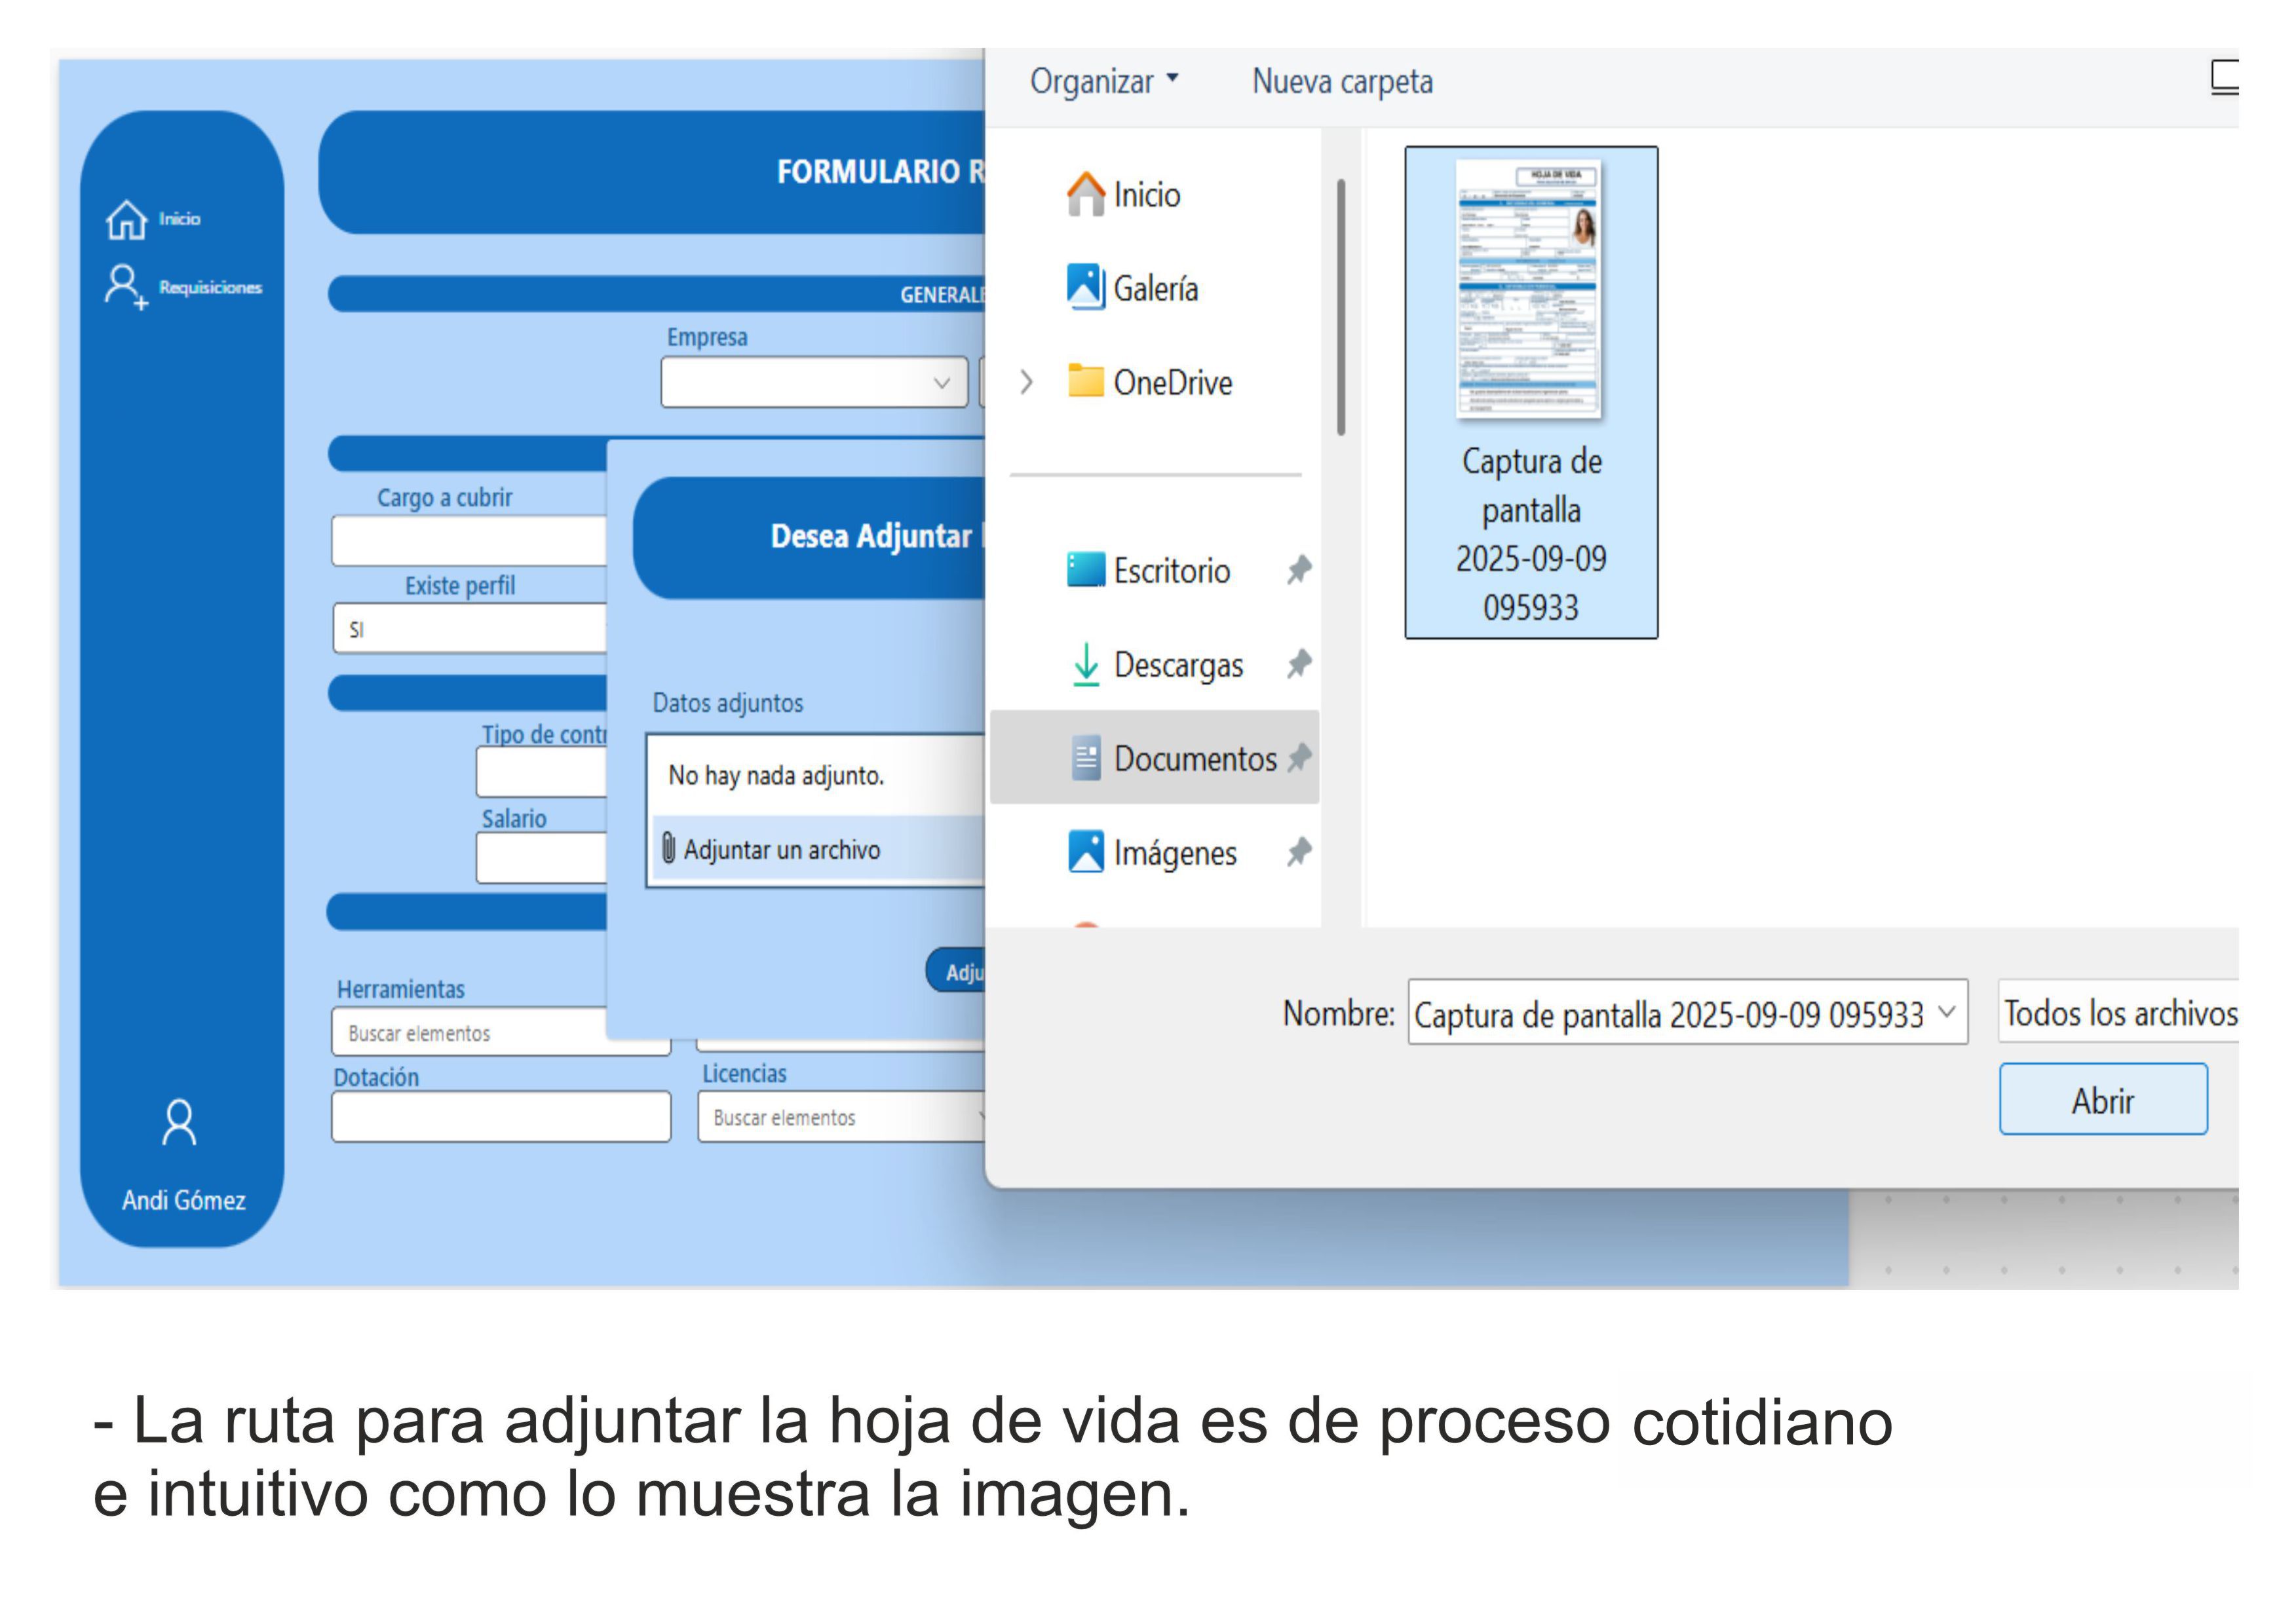 Organizar
Nueva carpeta
FORMULARIO R
Inicio
Requisiciones
GENERALE
Empresa
Cargo a cubrir
Existe perfil
SI
Tipo de contr
Salario
Herramientas
Buscar elementos
Dotación
Licencias
Buscar elementos
Andi Gómez
Desea Adjuntar
Datos adjuntos
No hay nada adjunto.
Adjuntar un archivo
Adju
Inicio
Galería
OneDrive
Escritorio
Descargas
Documentos
Imágenes
HOJA DE VIDA
Captura de
pantalla
2025-09-09
095933
Nombre:
Captura de pantalla 2025-09-09 095933
Todos los archivos
Abrir
- La ruta para adjuntar la hoja de vida es de proceso cotidiano
e intuitivo como lo muestra la imagen.